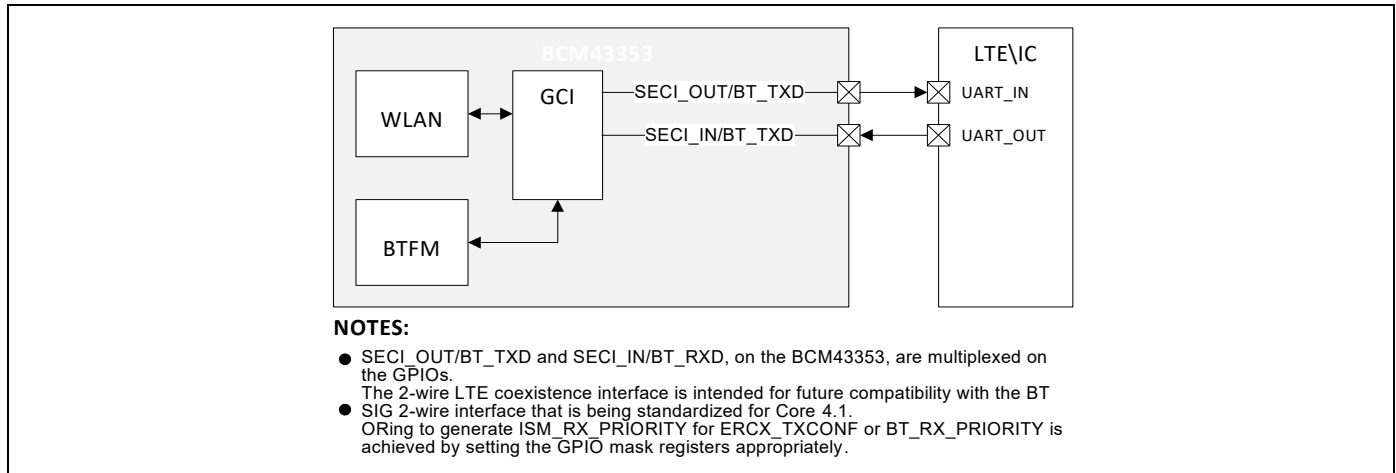 BCM43353
LTE\IC
WLAN
GCI
SECI_OUT/BT_TXD
UART_IN
SECI_IN/BT_TXD
UART_OUT
BTFM
NOTES:
● SECI_OUT/BT_TXD and SECI_IN/BT_RXD, on the BCM43353, are multiplexed on
the GPIOs.
The 2-wire LTE coexistence interface is intended for future compatibility with the BT
● SIG 2-wire interface that is being standardized for Core 4.1.
ORing to generate ISM_RX_PRIORITY for ERCX_TXCONF or BT_RX_PRIORITY is
achieved by setting the GPIO mask registers appropriately.